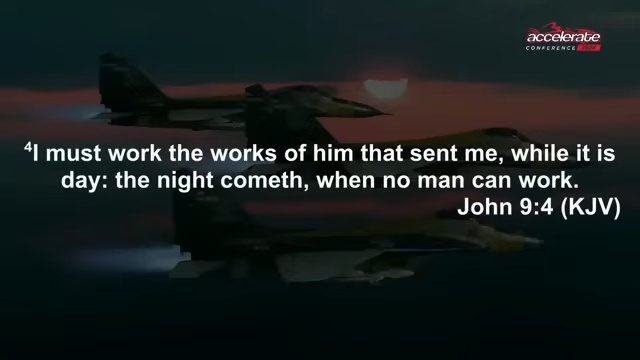 accelerate
CONFERENCE
4I must work the works of him that sent me, while it is
day: the night cometh, when no man can work.
John 9:4 (KJV)